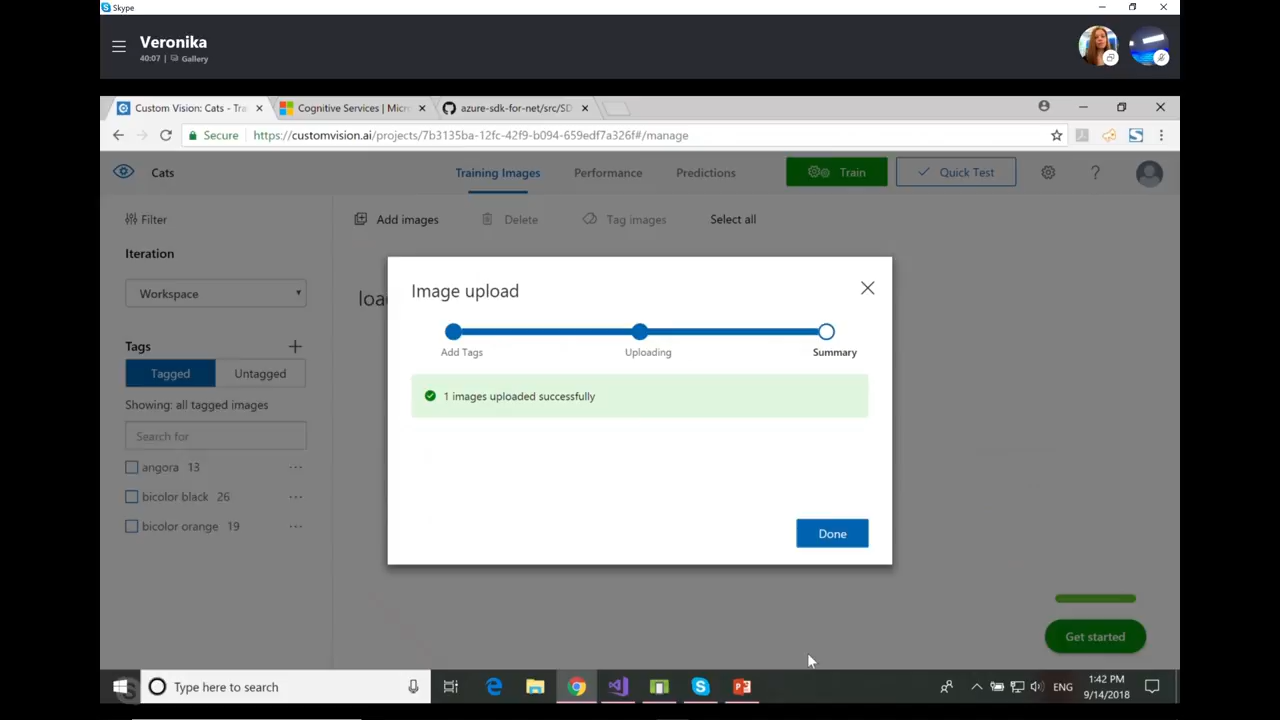 Skype
Veronika
40:07 | Gallery
Custom Vision: Cats - Tra
Cognitive Services | Micr
azure-sdk-for-net/src/SD
Secure
https://customvision.ai/projects/7b3135ba-12fc-42f9-b094-659edf7a326f#/manage
Cats
Training Images
Performance
Predictions
Train
Quick Test
?
Filter
Add images
Delete
Tag images
Select all
Iteration
Workspace
loa
Image upload
Add Tags
Uploading
Summary
1 images uploaded successfully
Done
Tags
Tagged
Untagged
Showing: all tagged images
Search for
angora 13
bicolor black 26
bicolor orange 19
Get started
Type here to search
ENG
1:42 PM
9/14/2018